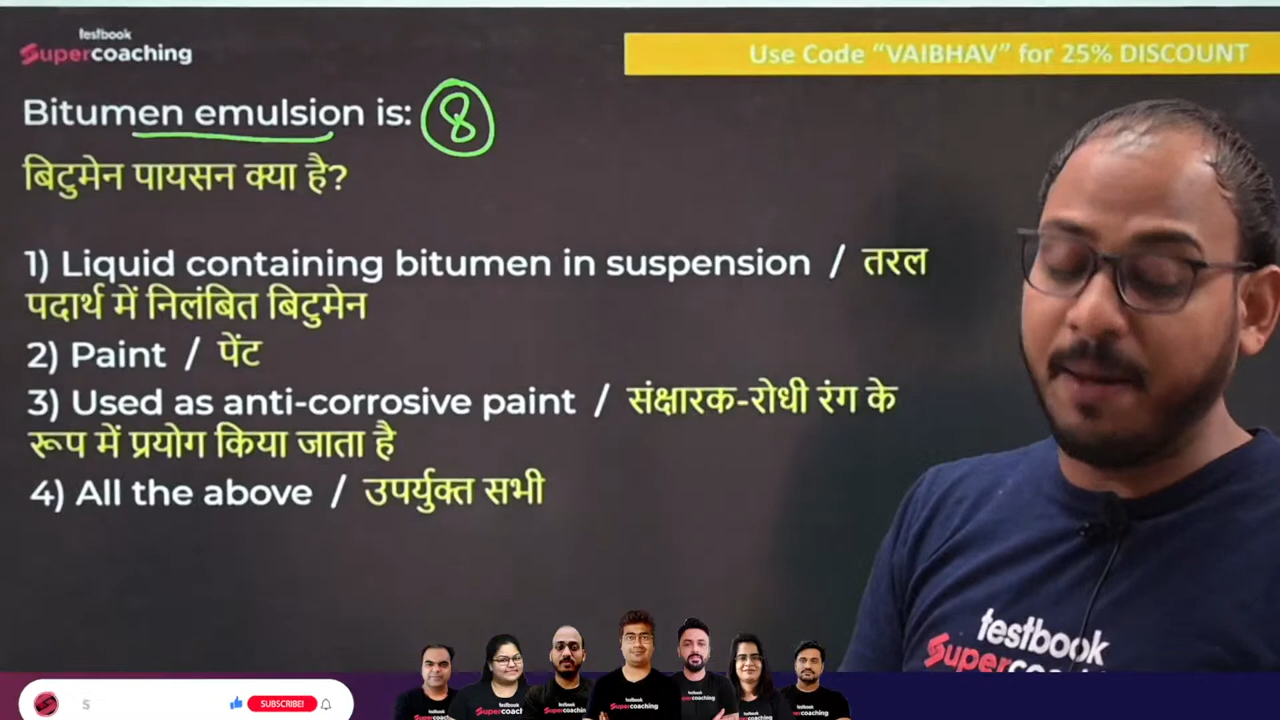 testbook
Supercoaching
Use Code “VAIBHAV” for 25% DISCOUNT
Bitumen emulsion is: 8
बिटुमेन पायसन क्या है?
1) Liquid containing bitumen in suspension / तरल
पदार्थ में निलंबित बिटुमेन
2) Paint / पेंट
3) Used as anti-corrosive paint / संक्षारक-रोधी रंग के
रूप में प्रयोग किया जाता है
4) All the above / उपर्युक्त सभी
testbook
S
SUBSCRIBE!
testbook
Supercoaching